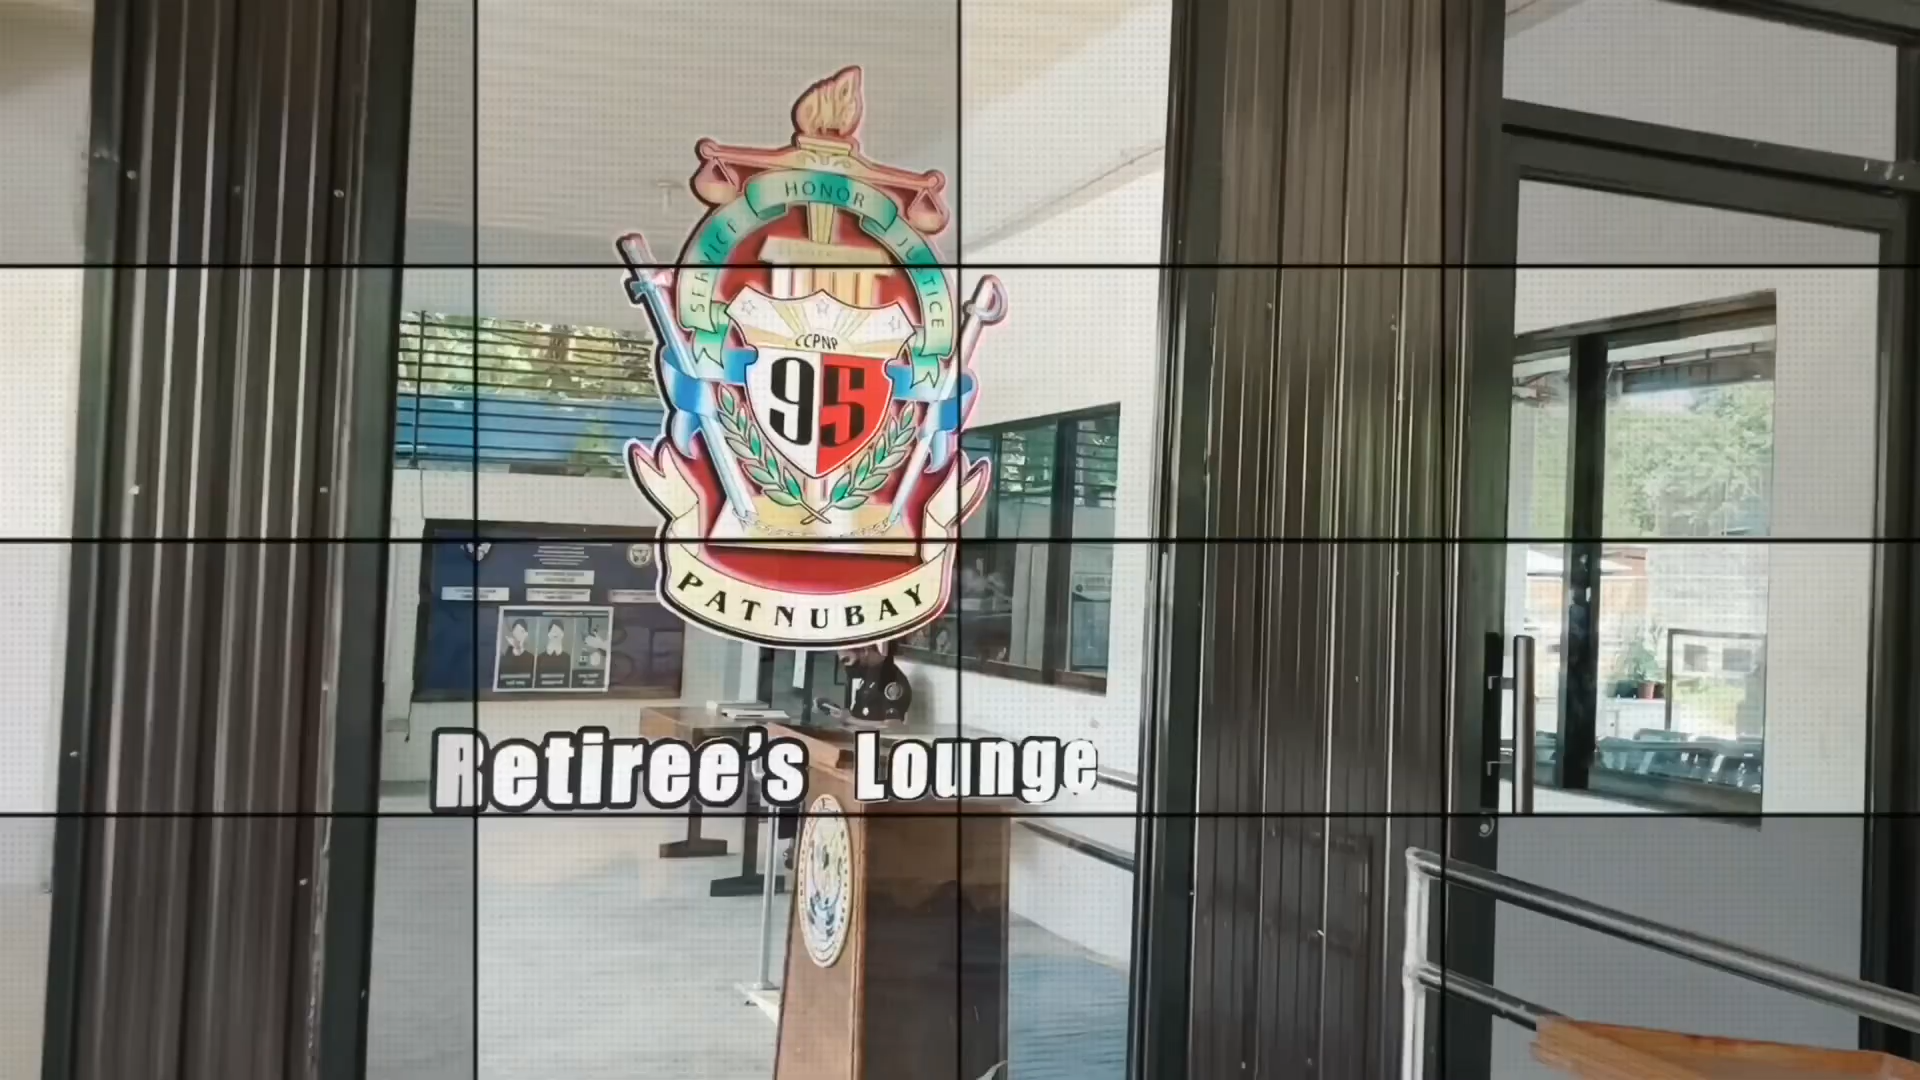 HONOR
SERVICE
JUSTICE
CCPNP
95
PATNUBAY
Retiree's Lounge